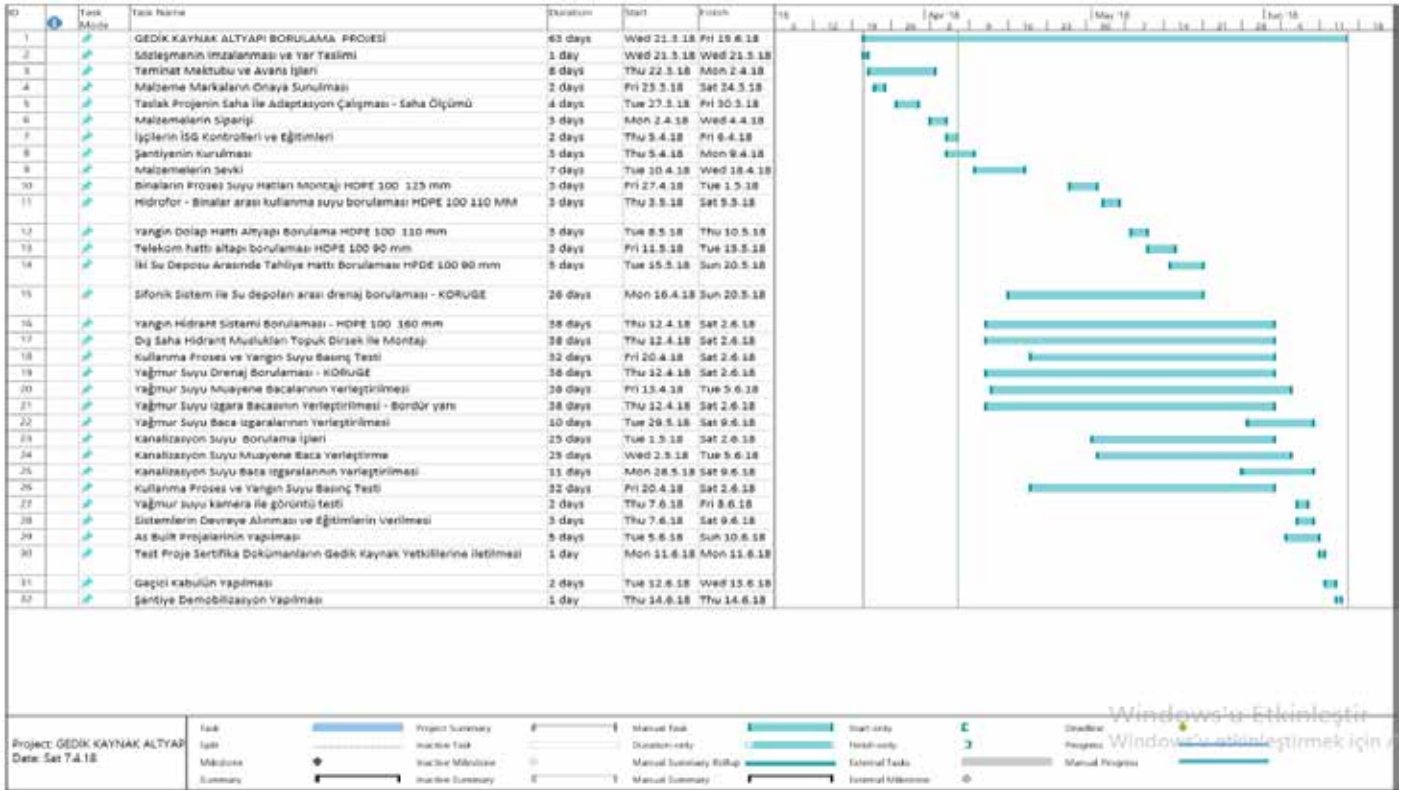 ID Task Mode Task Name Duration Start Finish
Apr '18 May '18 Jun '18
1 GEDİK KAYNAK ALTYAPI BORULAMA PROJESİ 63 days Wed 21.3.18 Fri 15.6.18
2 Sözleşmenin İmzalanması ve Yer Teslimi 1 day Wed 21.3.18 Wed 21.3.18
3 Teminat Mektubu ve Avans İşleri 8 days Thu 22.3.18 Mon 2.4.18
4 Malzeme Markaların Onaya Sunulması 2 days Fri 23.3.18 Sat 24.3.18
5 Taslak Projenin Saha ile Adaptasyon Çalışması - Saha Ölçümü 4 days Tue 27.3.18 Fri 30.3.18
6 Malzemelerin Siparişi 3 days Mon 2.4.18 Wed 4.4.18
7 İşçilerin İSG Kontrolleri ve Eğitimleri 2 days Thu 5.4.18 Fri 6.4.18
8 Şantiyenin Kurulması 3 days Thu 5.4.18 Mon 9.4.18
9 Malzemelerin Sevki 7 days Tue 10.4.18 Wed 18.4.18
10 Binaların Proses Suyu Hatları Montajı HDPE 100 125 mm 3 days Fri 27.4.18 Tue 1.5.18
11 Hidrofor - Binalar arası kullanma suyu borulaması HDPE 100 110 MM 3 days Thu 3.5.18 Sat 5.5.18
12 Yangın Dolap Hattı Altyapı Borulama HDPE 100 110 mm 3 days Tue 8.5.18 Thu 10.5.18
13 Telekom hattı altapı borulaması HDPE 100 90 mm 3 days Fri 11.5.18 Tue 15.5.18
14 İki Su Deposu Arasında Tahliye Hattı Borulaması HPDE 100 90 mm 5 days Tue 15.5.18 Sun 20.5.18
15 Sifonik Sistem ile Su depoları arası drenaj borulaması - KORUGE 26 days Mon 16.4.18 Sun 20.5.18
16 Yangın Hidrant Sistemi Borulaması - HDPE 100 160 mm 38 days Thu 12.4.18 Sat 2.6.18
17 Dış Saha Hidrant Muslukları Topuk Dirsek ile Montajı 38 days Thu 12.4.18 Sat 2.6.18
18 Kullanma Proses ve Yangın Suyu Basınç Testi 32 days Fri 20.4.18 Sat 2.6.18
19 Yağmur Suyu Drenaj Borulaması - KORUGE 38 days Thu 12.4.18 Sat 2.6.18
20 Yağmur Suyu Muayene Bacalarının Yerleştirilmesi 38 days Fri 13.4.18 Tue 5.6.18
21 Yağmur Suyu Izgara Bacasının Yerleştirilmesi - Bordür yanı 38 days Thu 12.4.18 Sat 2.6.18
22 Yağmur Suyu Baca Izgaralarının Yerleştirilmesi 10 days Tue 29.5.18 Sat 9.6.18
23 Kanalizasyon Suyu Borulama İşleri 25 days Tue 1.5.18 Sat 2.6.18
24 Kanalizasyon Suyu Muayene Baca Yerleştirme 25 days Wed 2.5.18 Tue 5.6.18
25 Kanalizasyon Suyu Baca Izgaralarının Yerleştirilmesi 11 days Mon 28.5.18 Sat 9.6.18
26 Kullanma Proses ve Yangın Suyu Basınç Testi 32 days Fri 20.4.18 Sat 2.6.18
27 Yağmur suyu kamera ile görüntü testi 2 days Thu 7.6.18 Fri 8.6.18
28 Sistemlerin Devreye Alınması ve Eğitimlerin Verilmesi 3 days Thu 7.6.18 Sat 9.6.18
29 As Built Projelerinin Yapılması 5 days Tue 5.6.18 Sun 10.6.18
30 Test Proje Sertifika Dokümanların Gedik Kaynak Yetkililerine iletilmesi 1 day Mon 11.6.18 Mon 11.6.18
31 Geçici Kabulün Yapılması 2 days Tue 12.6.18 Wed 13.6.18
32 Şantiye Demobilizasyon Yapılması 1 day Thu 14.6.18 Thu 14.6.18
Windows'u Etkinleştir
Windows'u etkinleştirmek için A
Task Project Summary Manual Task Start-only Deadline
Project: GEDİK KAYNAK ALTYAP
Split Inactive Task Duration-only Finish-only Progress
Date: Sat 7.4.18
Milestone Inactive Milestone Manual Summary Rollup External Tasks Manual Progress
Summary Inactive Summary Manual Summary External Milestone